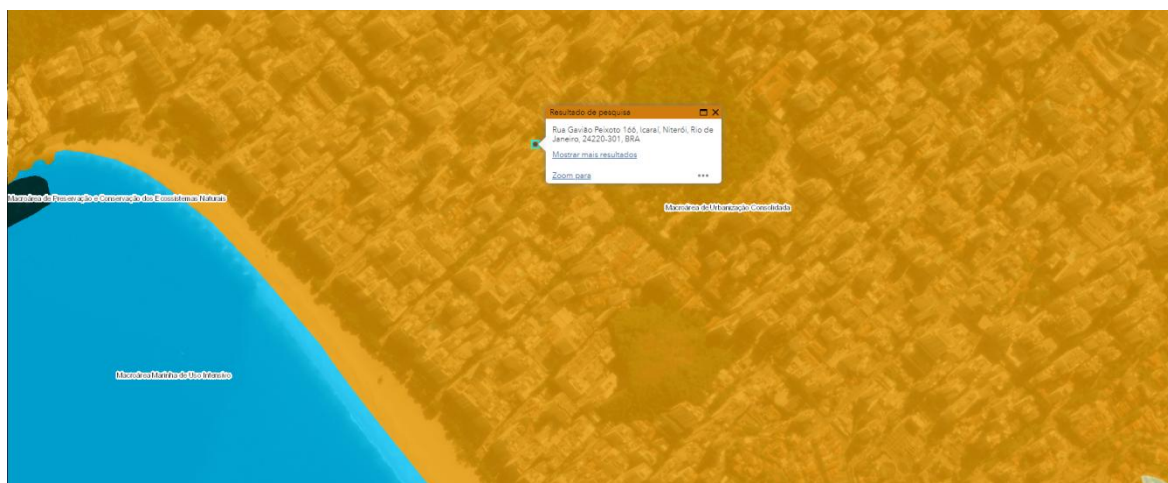 Resultado de pesquisa
Rua Gavião Peixoto 166, Icaraí, Niterói, Rio de
Janeiro, 24220-301, BRA
Mostrar mais resultados
Zoom para
Macroárea de Preservação e Conservação dos Ecossistemas Naturais
Macroárea de Urbanização Consolidada
Macroárea Marinha de Uso Intensivo